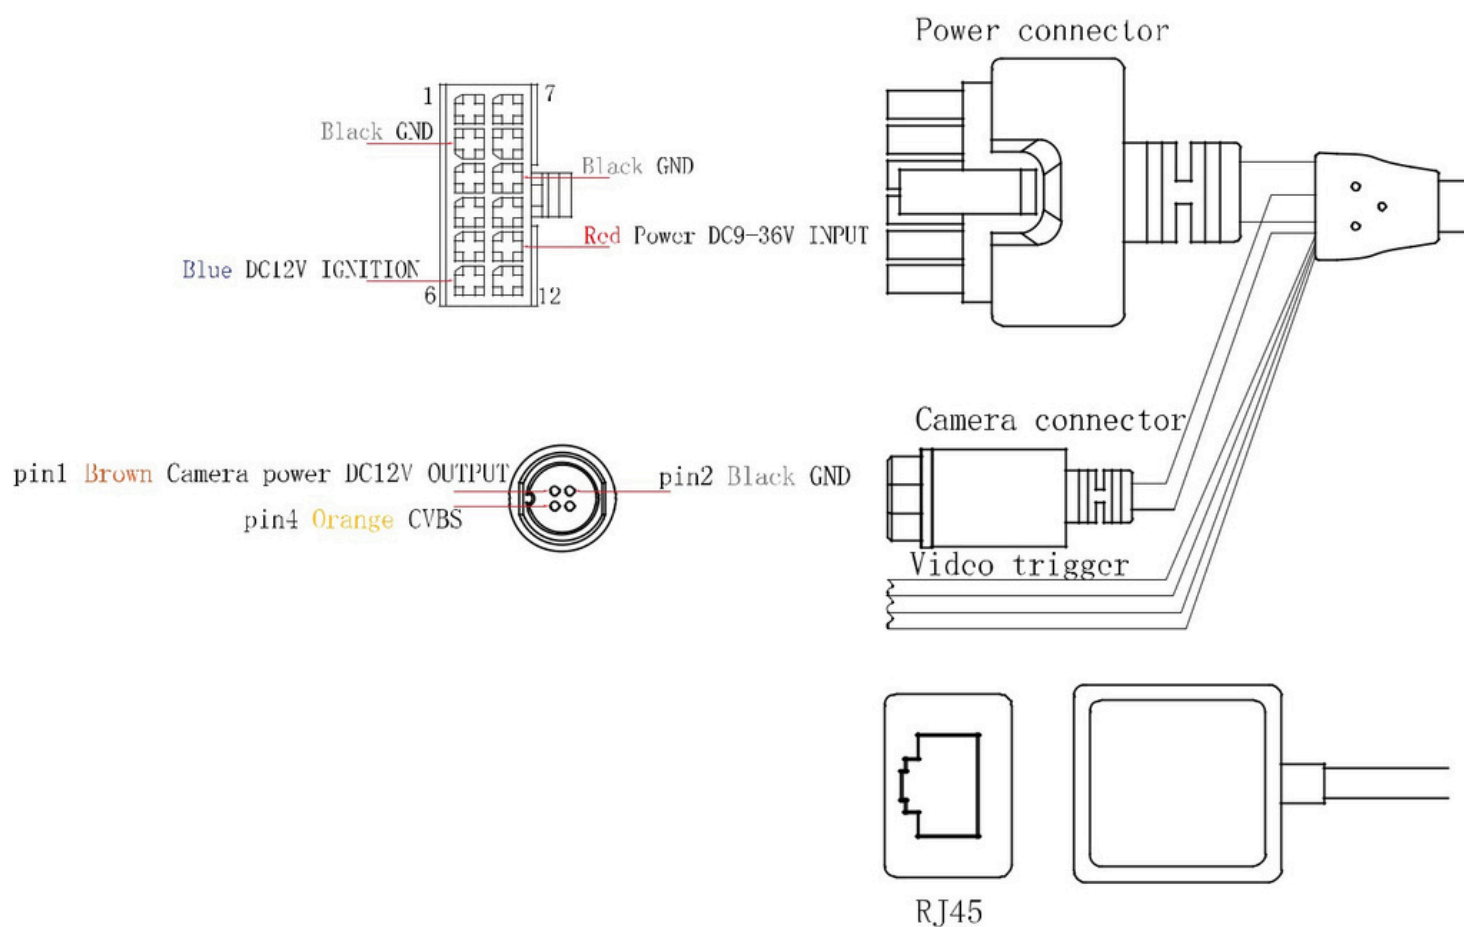 Power connector
1
7
Black GND
Black GND
Red Power DC9-36V INPUT
Blue DC12V IGNITION
6
12
Camera connector
pin1 Brown Camera power DC12V OUTPUT
pin2 Black GND
pin4 Orange CVBS
Video trigger
RJ45